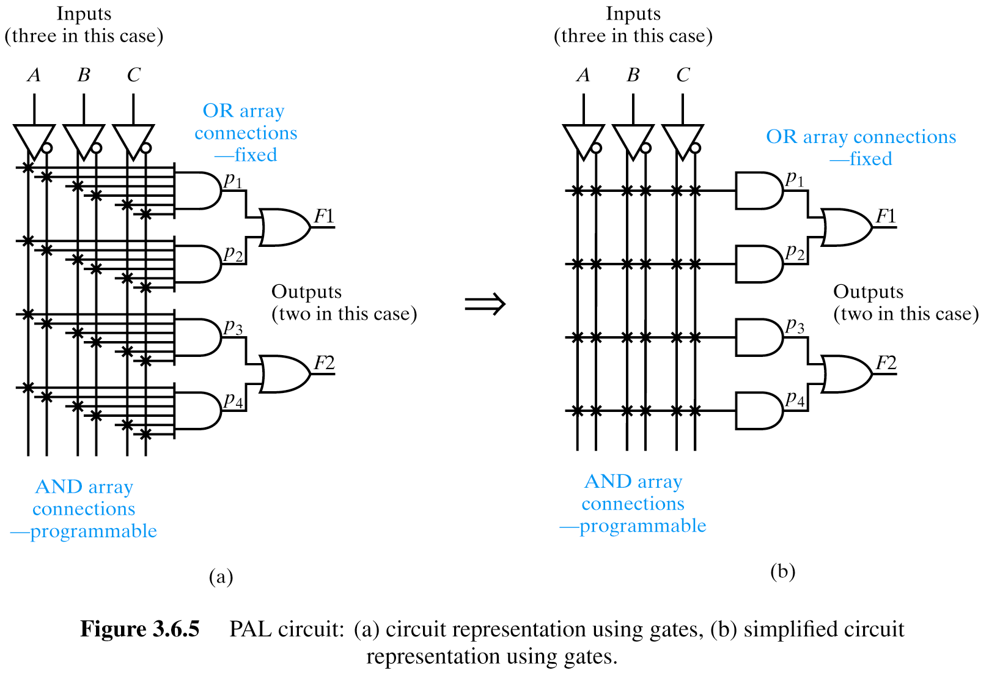 Inputs
(three in this case)
A B C
OR array
connections
—fixed
p1
F1
p2
Outputs
(two in this case)
p3
F2
p4
AND array
connections
—programmable
(a)
Inputs
(three in this case)
A B C
OR array connections
—fixed
p1
F1
p2
Outputs
(two in this case)
p3
F2
p4
AND array
connections
—programmable
(b)
Figure 3.6.5 PAL circuit: (a) circuit representation using gates, (b) simplified circuit
representation using gates.